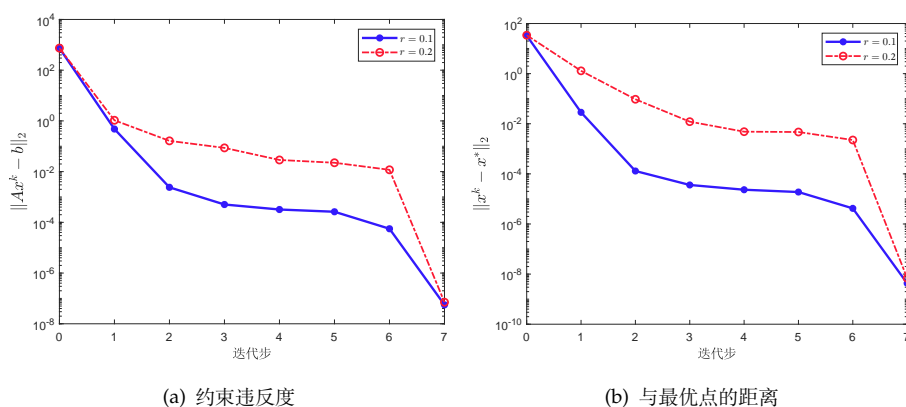 10^4
10^2
10^0
10^{-2}
10^{-4}
10^{-6}
10^{-8}
||Ax^k − b||_2
r = 0.1
r = 0.2
0 1 2 3 4 5 6 7
迭代步
(a) 约束违反度
10^2
10^0
10^{-2}
10^{-4}
10^{-6}
10^{-8}
10^{-10}
||x^k − x^*||_2
r = 0.1
r = 0.2
0 1 2 3 4 5 6 7
迭代步
(b) 与最优点的距离